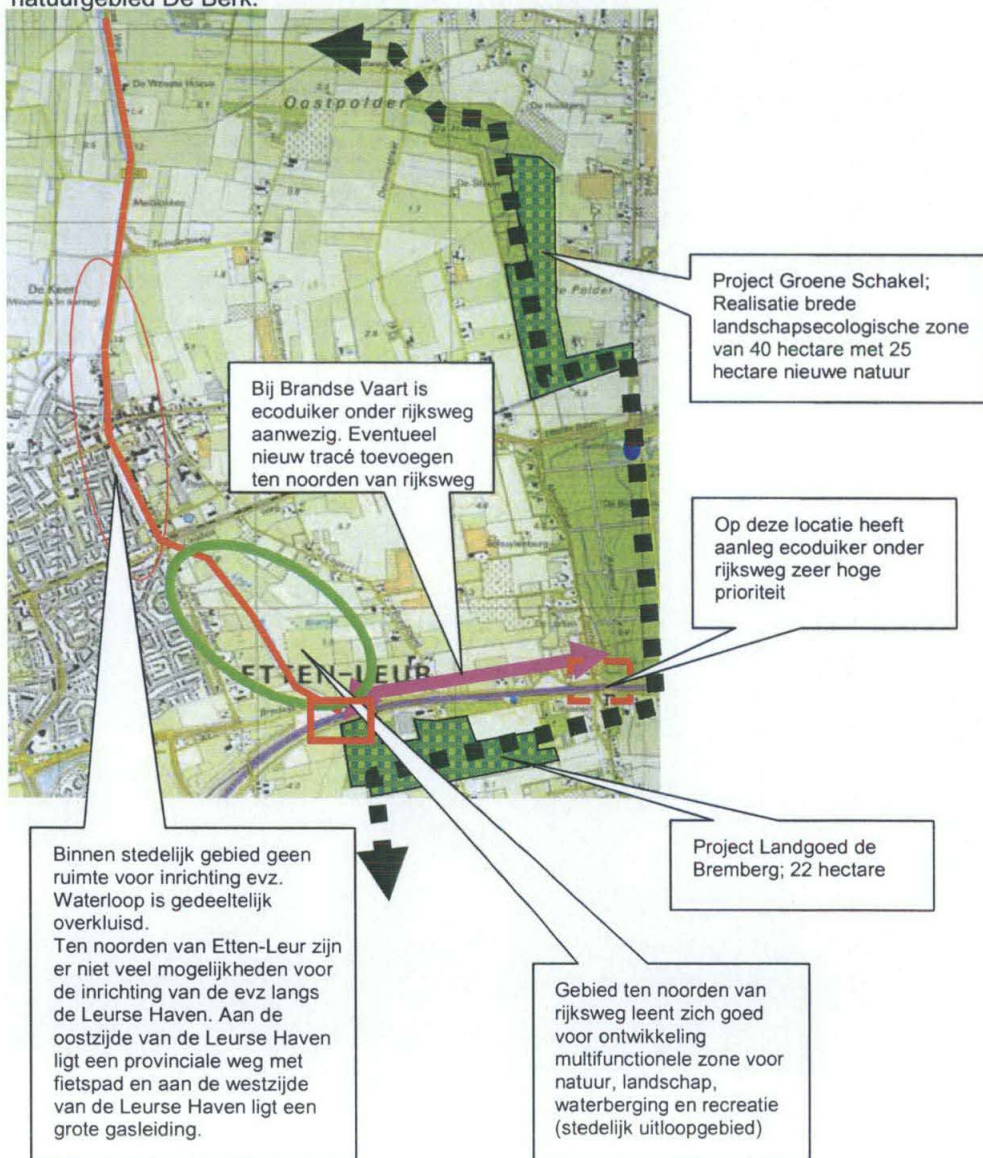 natuurgebied De Berk.
De Witte Hoeve
Oostpolder
De Keen
Project Groene Schakel;
Realisatie brede
landschapsecologische zone
van 40 hectare met 25
hectare nieuwe natuur
Bij Brandse Vaart is
ecoduiker onder rijksweg
aanwezig. Eventueel
nieuw tracé toevoegen
ten noorden van rijksweg
Op deze locatie heeft
aanleg ecoduiker onder
rijksweg zeer hoge
prioriteit
ETTEN-LEUR
Project Landgoed de
Bremberg; 22 hectare
Binnen stedelijk gebied geen
ruimte voor inrichting evz.
Waterloop is gedeeltelijk
overkluisd.
Ten noorden van Etten-Leur zijn
er niet veel mogelijkheden voor
de inrichting van de evz langs
de Leurse Haven. Aan de
oostzijde van de Leurse Haven
ligt een provinciale weg met
fietspad en aan de westzijde
van de Leurse Haven ligt een
grote gasleiding.
Gebied ten noorden van
rijksweg leent zich goed
voor ontwikkeling
multifunctionele zone voor
natuur, landschap,
waterberging en recreatie
(stedelijk uitloopgebied)